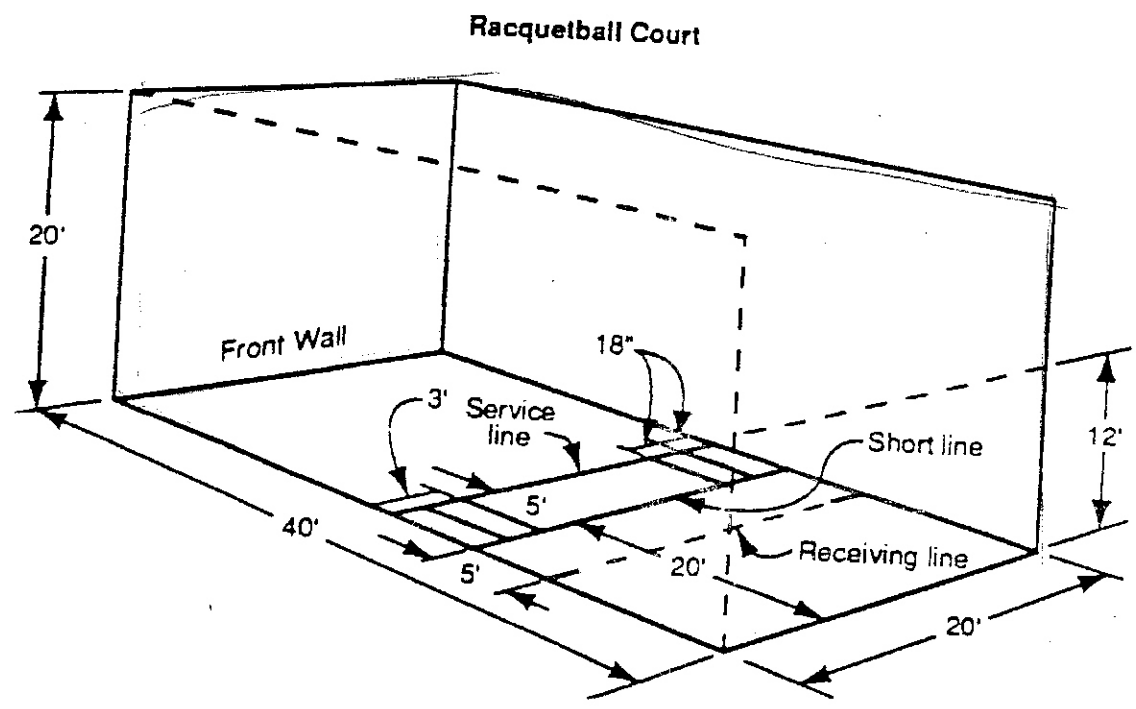 Racquetball Court
20'
Front Wall
18"
3'
Service
line
Short line
12'
5'
40'
Receiving line
20'
5'
20'